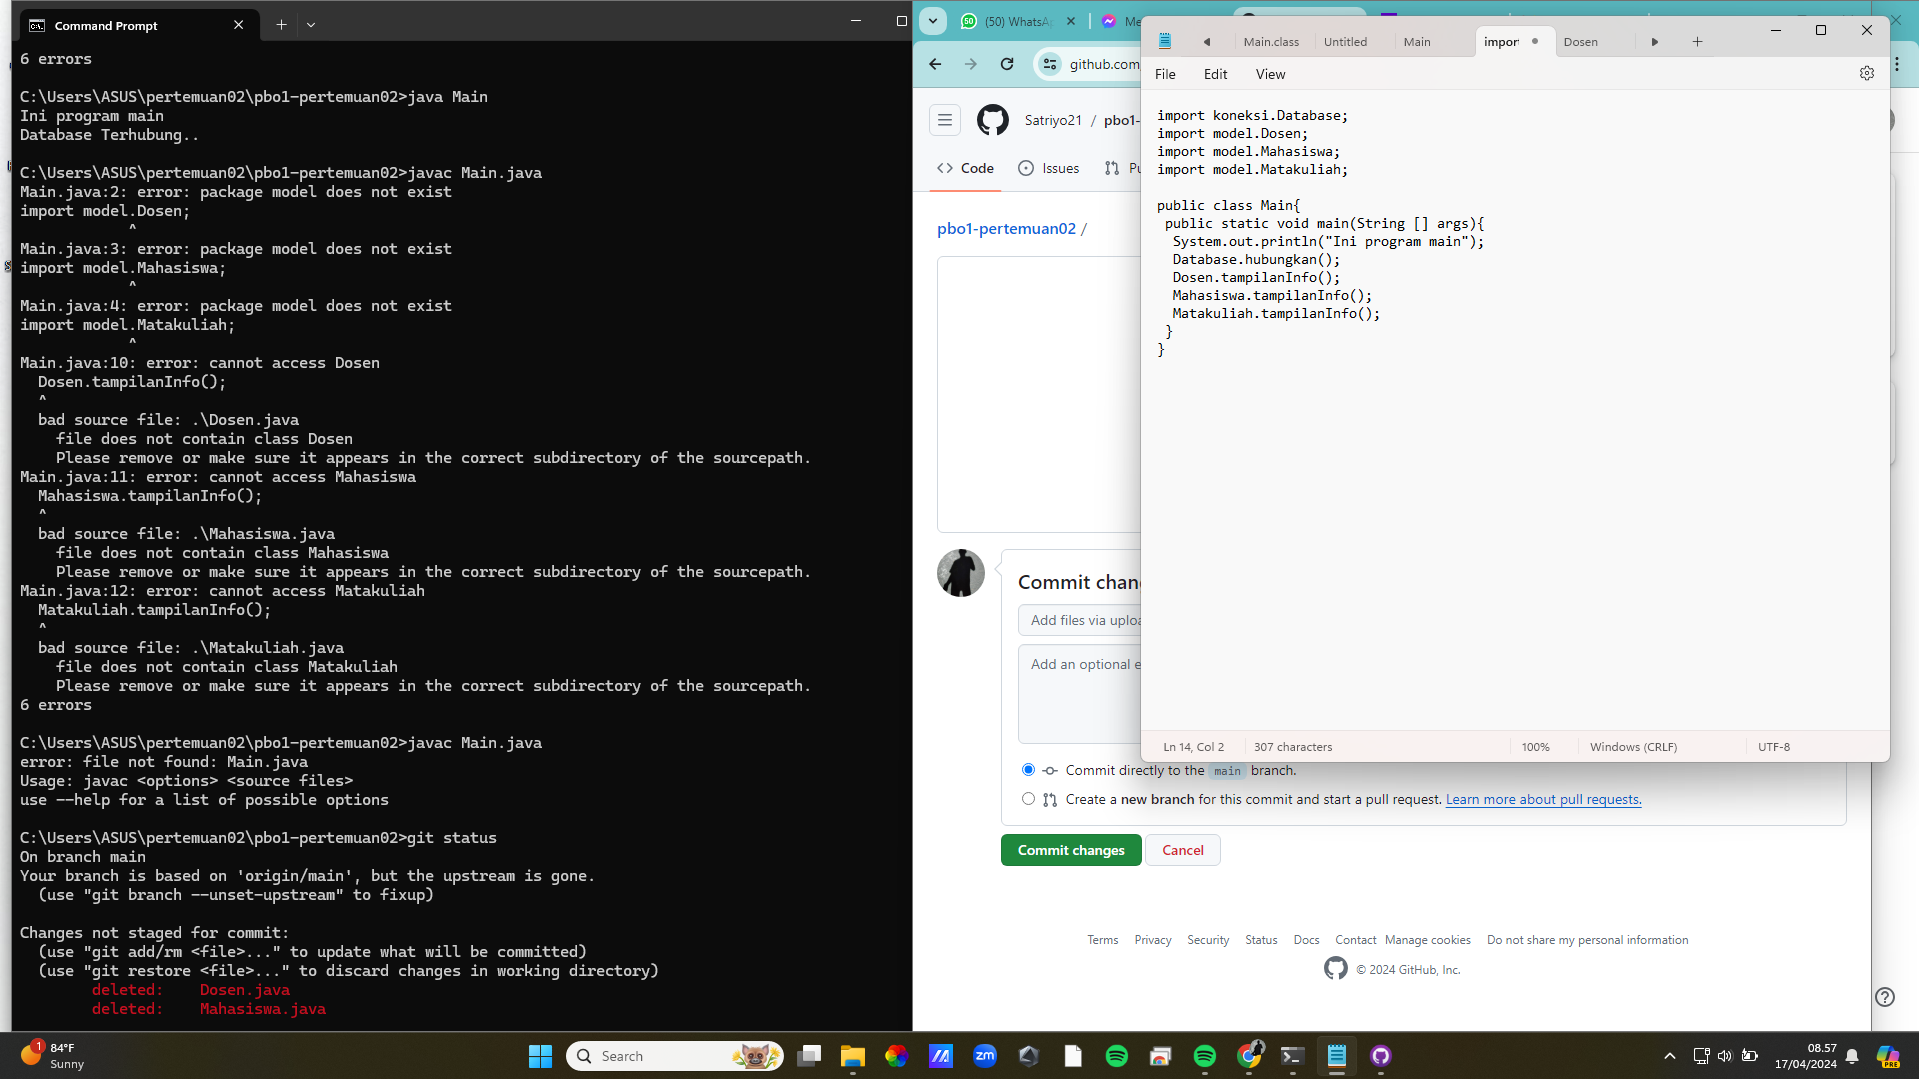 Command Prompt
6 errors
C:\Users\ASUS\pertemuan02\pbo1-pertemuan02>java Main
Ini program main
Database Terhubung..
C:\Users\ASUS\pertemuan02\pbo1-pertemuan02>javac Main.java
Main.java:2: error: package model does not exist
import model.Dosen;
^
Main.java:3: error: package model does not exist
import model.Mahasiswa;
^
Main.java:4: error: package model does not exist
import model.Matakuliah;
^
Main.java:10: error: cannot access Dosen
Dosen.tampilanInfo();
^
bad source file: .\Dosen.java
file does not contain class Dosen
Please remove or make sure it appears in the correct subdirectory of the sourcepath.
Main.java:11: error: cannot access Mahasiswa
Mahasiswa.tampilanInfo();
^
bad source file: .\Mahasiswa.java
file does not contain class Mahasiswa
Please remove or make sure it appears in the correct subdirectory of the sourcepath.
Main.java:12: error: cannot access Matakuliah
Matakuliah.tampilanInfo();
^
bad source file: .\Matakuliah.java
file does not contain class Matakuliah
Please remove or make sure it appears in the correct subdirectory of the sourcepath.
6 errors
C:\Users\ASUS\pertemuan02\pbo1-pertemuan02>javac Main.java
error: file not found: Main.java
Usage: javac <options> <source files>
use --help for a list of possible options
C:\Users\ASUS\pertemuan02\pbo1-pertemuan02>git status
On branch main
Your branch is based on 'origin/main', but the upstream is gone.
(use "git branch --unset-upstream" to fixup)
Changes not staged for commit:
(use "git add/rm <file>..." to update what will be committed)
(use "git restore <file>..." to discard changes in working directory)
deleted: Dosen.java
deleted: Mahasiswa.java
(50) WhatsA
Me
github.com
Satriyo21 / pbo1-
Code
Issues
Pu
pbo1-pertemuan02 /
Commit chan
Add files via uploa
Add an optional e
Commit directly to the main branch.
Create a new branch for this commit and start a pull request. Learn more about pull requests.
Commit changes
Cancel
Terms Privacy Security Status Docs Contact Manage cookies Do not share my personal information
© 2024 GitHub, Inc.
Main.class
Untitled
Main
import
Dosen
File
Edit
View
import koneksi.Database;
import model.Dosen;
import model.Mahasiswa;
import model.Matakuliah;
public class Main{
public static void main(String [] args){
System.out.println("Ini program main");
Database.hubungkan();
Dosen.tampilanInfo();
Mahasiswa.tampilanInfo();
Matakuliah.tampilanInfo();
}
}
Ln 14, Col 2
307 characters
100%
Windows (CRLF)
UTF-8
1
84°F
Sunny
Search
zm
08.57
17/04/2024
PRE